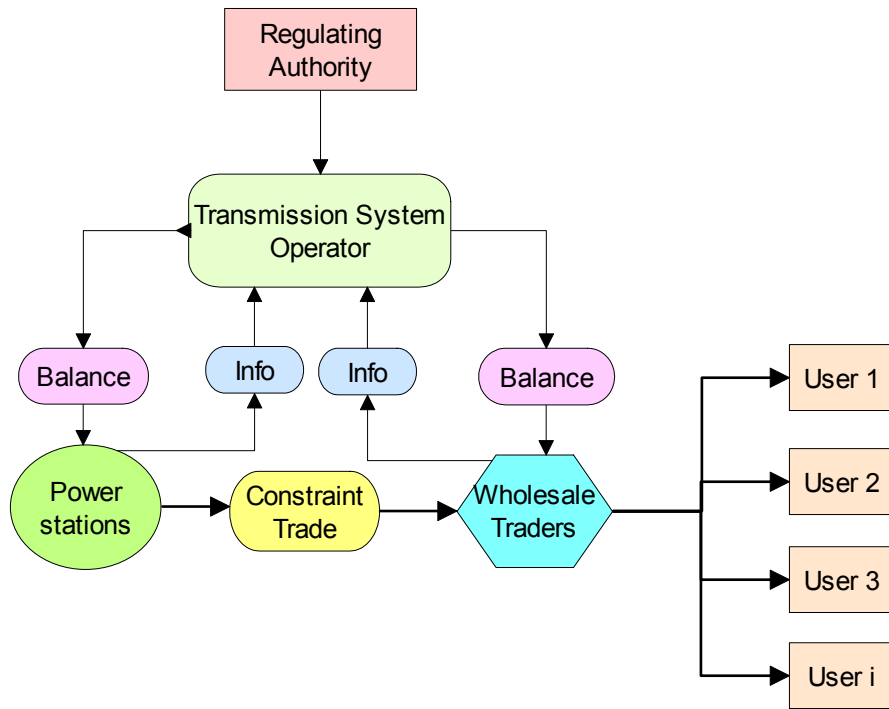 Regulating
Authority
Transmission System
Operator
Balance
Info
Info
Balance
User 1
Power
stations
Constraint
Trade
Wholesale
Traders
User 2
User 3
User i